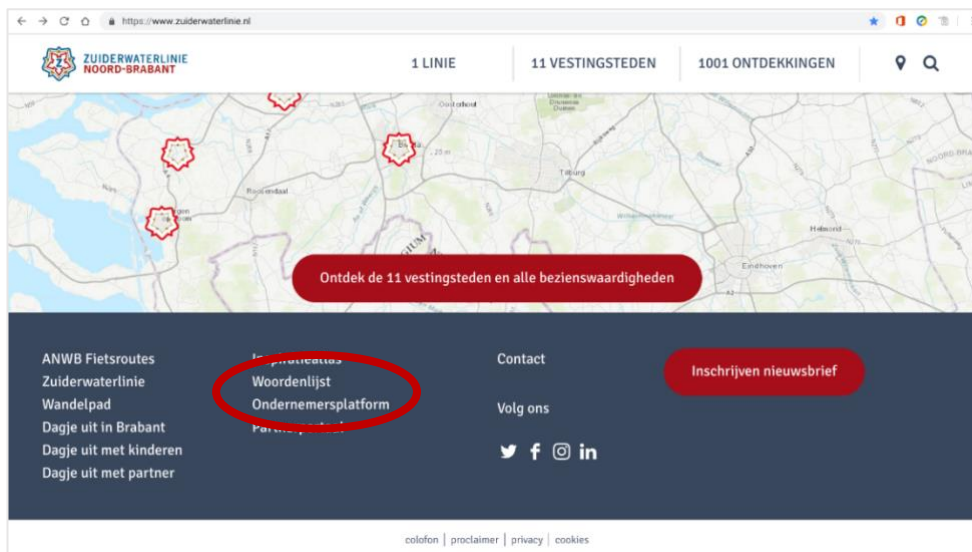 https://www.zuiderwaterlinie.nl
ZUIDERWATERLINIE
NOORD-BRABANT
1 LINIE
11 VESTINGSTEDEN
1001 ONTDEKKINGEN
Oosterhout
Tilburg
Roosendaal
Helmond
Eindhoven
Ontdek de 11 vestingsteden en alle bezienswaardigheden
ANWB Fietsroutes
Zuiderwaterlinie
Wandelpad
Dagje uit in Brabant
Dagje uit met kinderen
Dagje uit met partner
Inspiratieatlas
Woordenlijst
Ondernemersplatform
Contact
Volg ons
Inschrijven nieuwsbrief
colofon | proclaimer | privacy | cookies